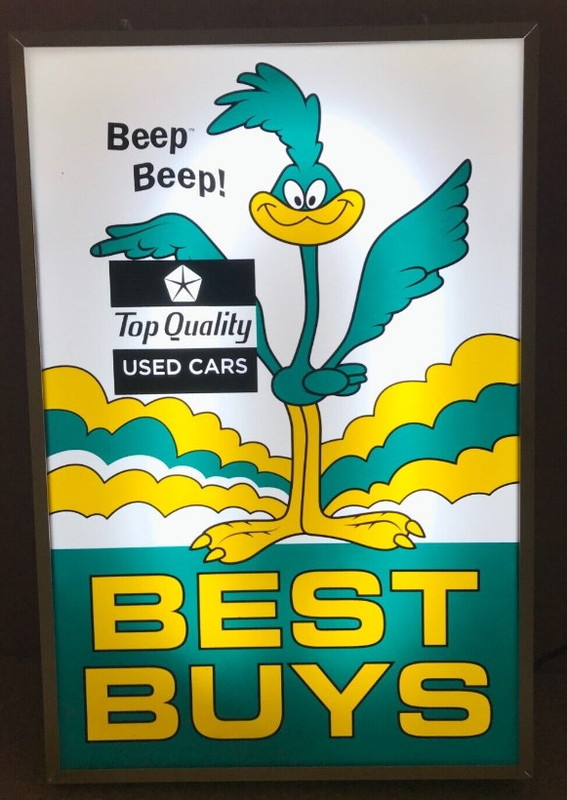 Beep™
Beep!
Top Quality
USED CARS
BEST
BUYS